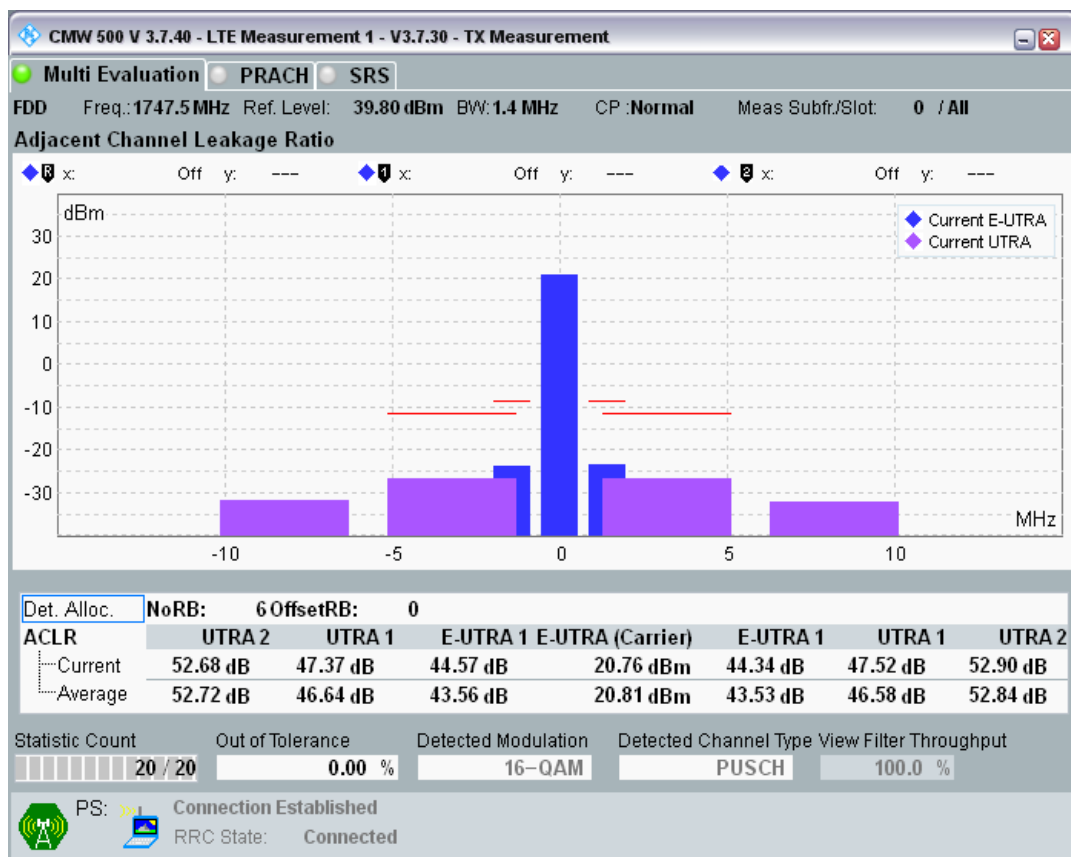 CMW 500 V 3.7.40 - LTE Measurement 1 - V3.7.30 - TX Measurement
Multi Evaluation PRACH SRS
FDD Freq.: 1747.5 MHz Ref. Level: 39.80 dBm BW: 1.4 MHz CP :Normal Meas Subfr./Slot: 0 / All
Adjacent Channel Leakage Ratio
R x: Off y: --- 1 x: Off y: --- 2 x: Off y: ---
dBm
Current E-UTRA
Current UTRA
30
20
10
0
-10
-20
-30
MHz
-10 -5 0 5 10
Det. Alloc. NoRB: 6 OffsetRB: 0
ACLR UTRA 2 UTRA 1 E-UTRA 1 E-UTRA (Carrier) E-UTRA 1 UTRA 1 UTRA 2
Current 52.68 dB 47.37 dB 44.57 dB 20.76 dBm 44.34 dB 47.52 dB 52.90 dB
Average 52.72 dB 46.64 dB 43.56 dB 20.81 dBm 43.53 dB 46.58 dB 52.84 dB
Statistic Count Out of Tolerance Detected Modulation Detected Channel Type View Filter Throughput
20 / 20 0.00 % 16-QAM PUSCH 100.0 %
PS: Connection Established
RRC State: Connected